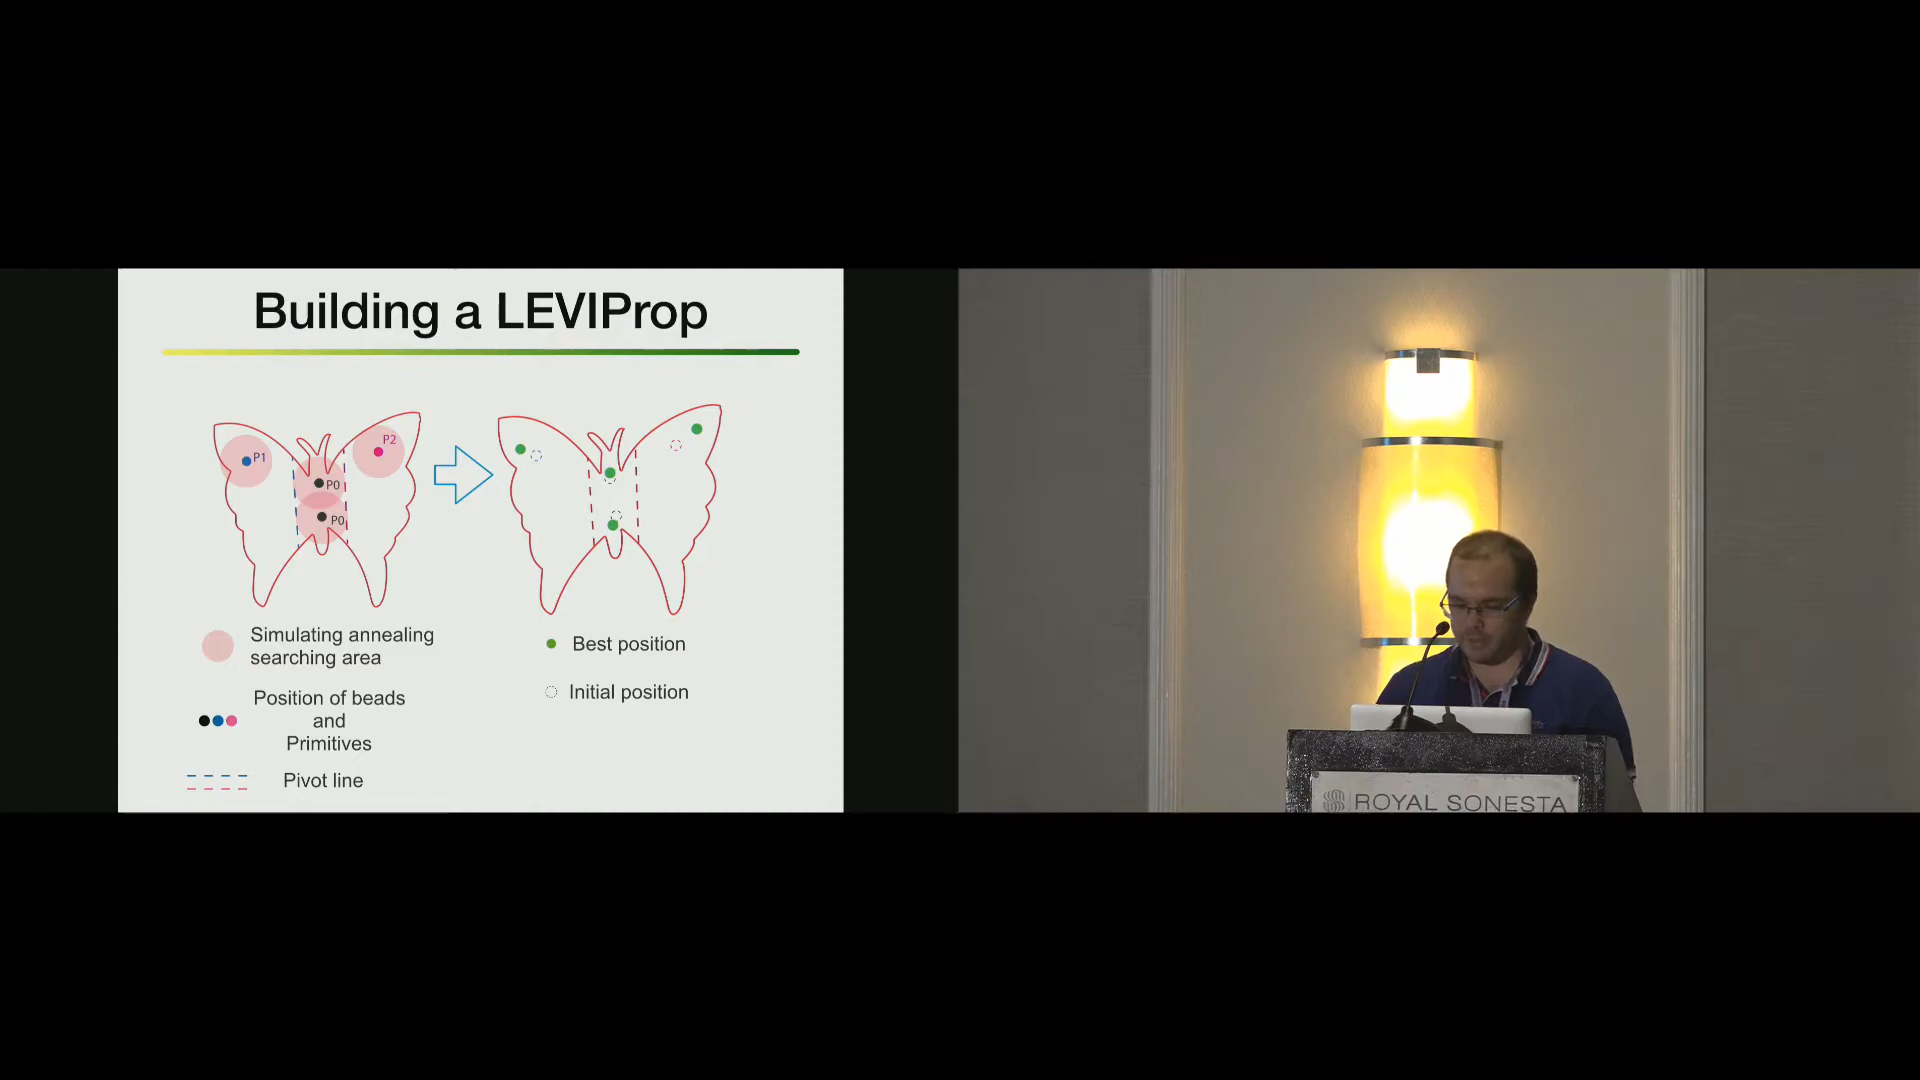 Building a LEVIProp
P1
P2
P0
P0
Simulating annealing
searching area
Position of beads
and
Primitives
Pivot line
Best position
Initial position
ROYAL SONESTA